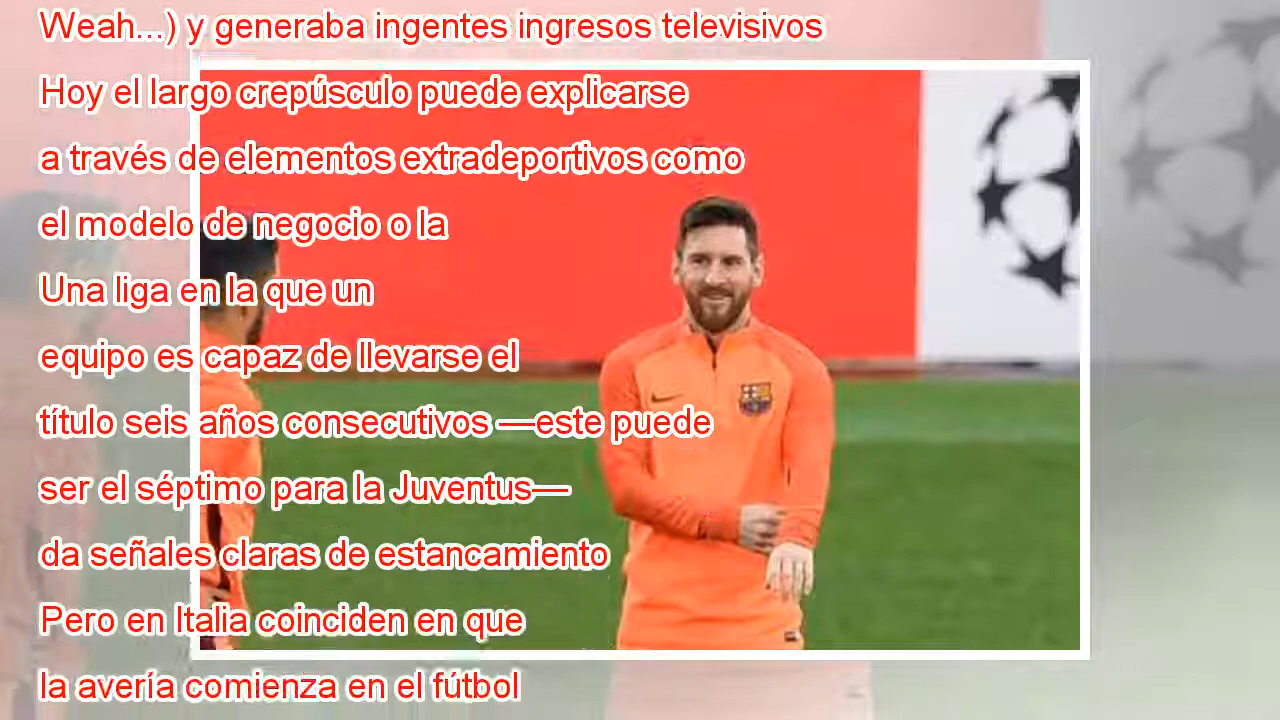 Weah...) y generaba ingentes ingresos televisivos
Hoy el largo crepúsculo puede explicarse
a través de elementos extradeportivos como
el modelo de negocio o la
Una liga en la que un
equipo es capaz de llevarse el
título seis años consecutivos —este puede
ser el séptimo para la Juventus—
da señales claras de estancamiento
Pero en Italia coinciden en que
la avería comienza en el fútbol